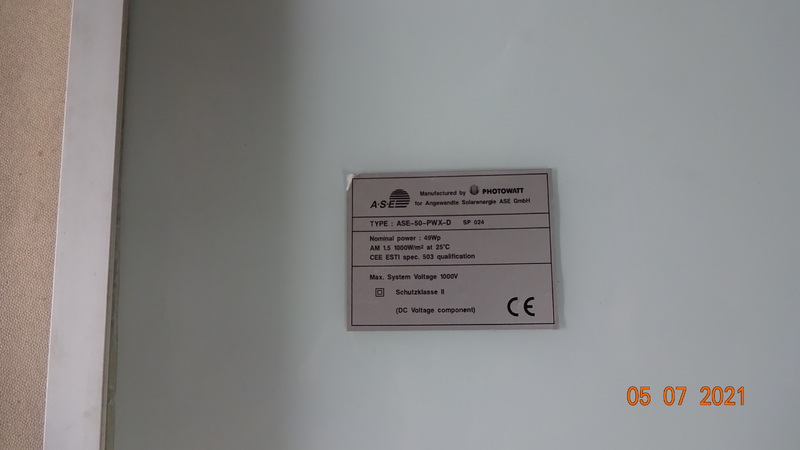 A·S·E Manufactured by PHOTOWATT
for Angewandte Solarenergie ASE GmbH
TYPE : ASE-50-PWX-D SP 024
Nominal power : 49Wp
AM 1.5 1000W/m² at 25°C
CEE ESTI spec. 503 qualification
Max. System Voltage 1000V
Schutzklasse II
(DC Voltage component)
CE
05 07 2021